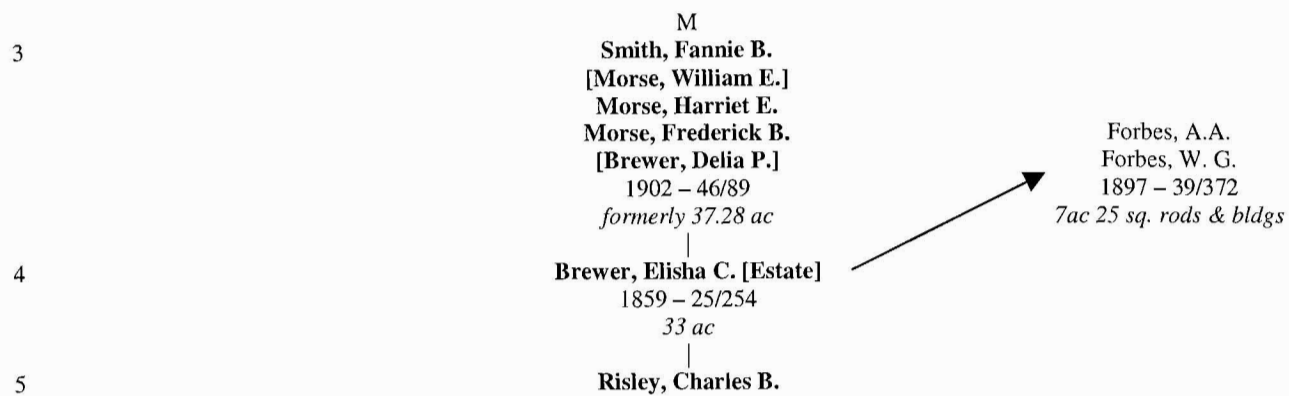 M
3
Smith, Fannie B.
[Morse, William E.]
Morse, Harriet E.
Morse, Frederick B.
[Brewer, Delia P.]
1902 – 46/89
formerly 37.28 ac
Forbes, A.A.
Forbes, W. G.
1897 – 39/372
7ac 25 sq. rods & bldgs
4
Brewer, Elisha C. [Estate]
1859 – 25/254
33 ac
5
Risley, Charles B.